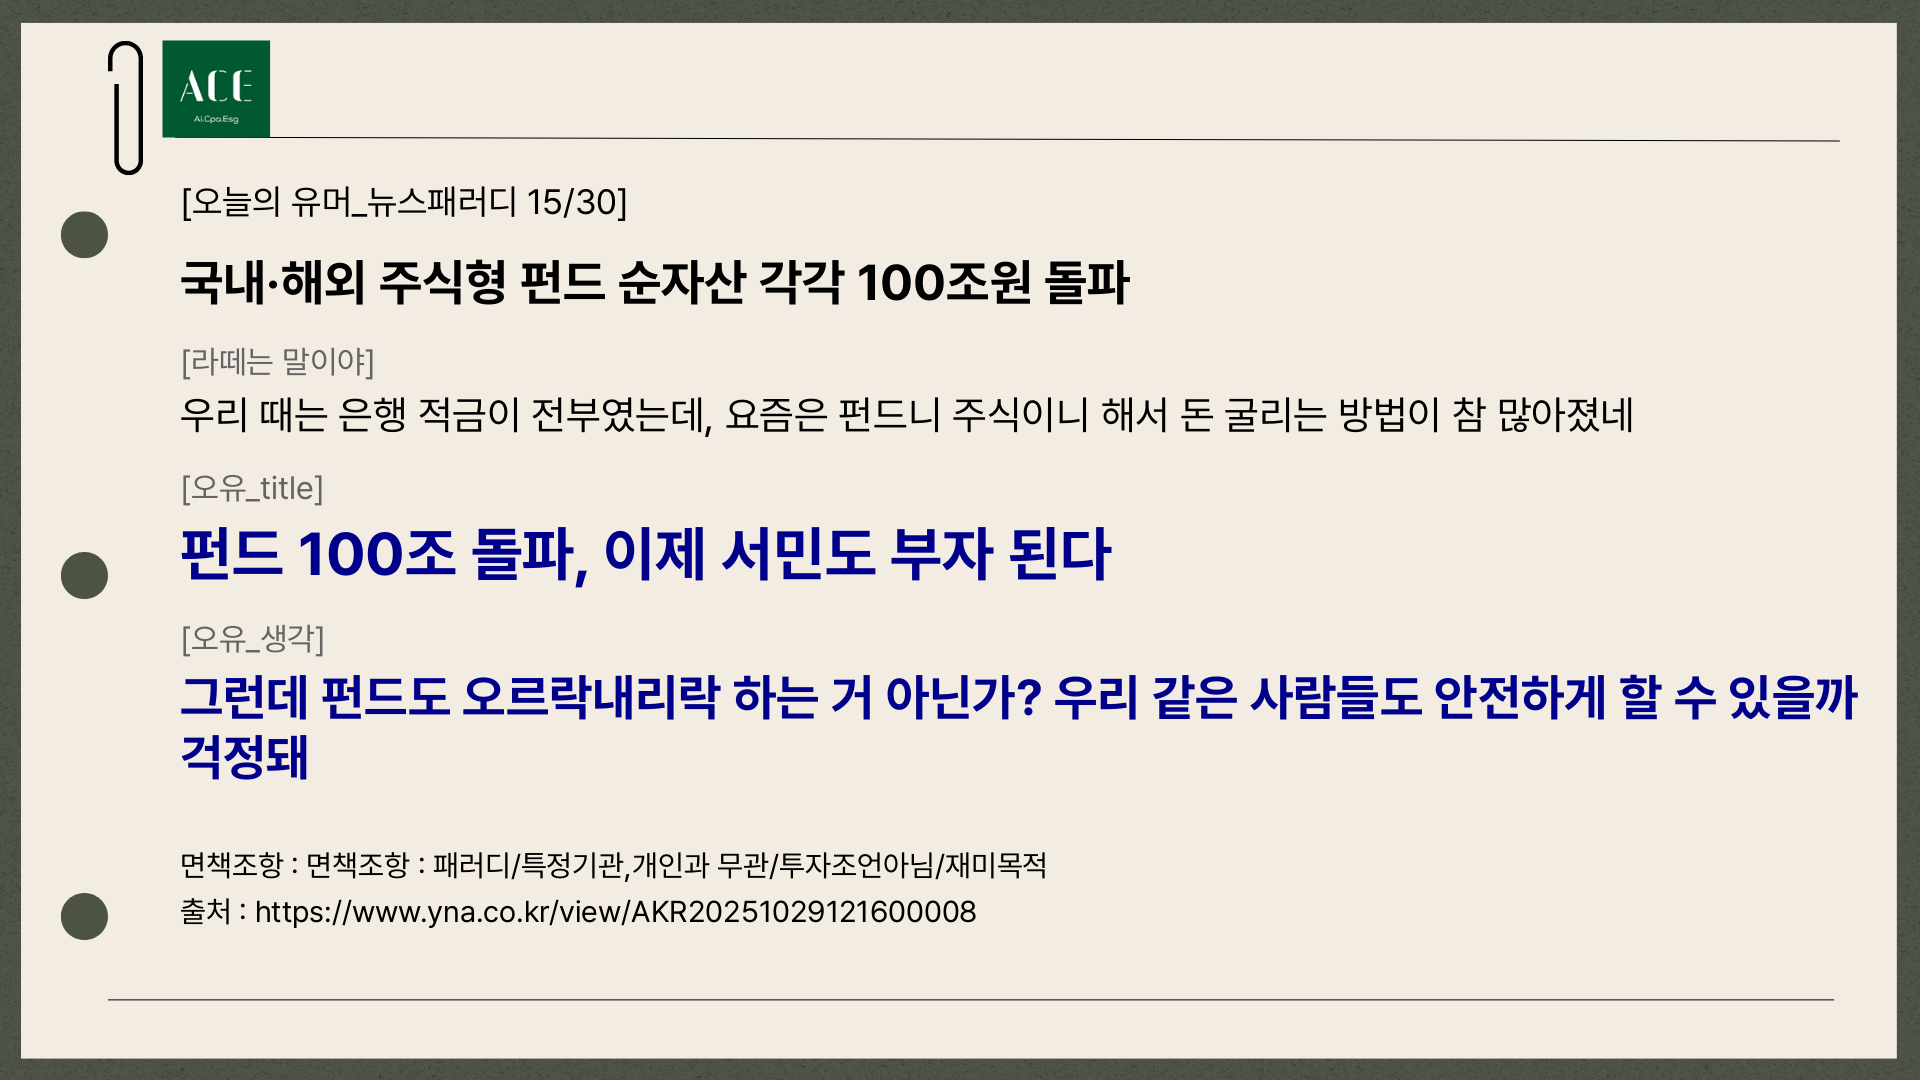 ACE
Ai.Cpa.Esg
[오늘의 유머_뉴스패러디 15/30]
국내·해외 주식형 펀드 순자산 각각 100조원 돌파
[라떼는 말이야]
우리 때는 은행 적금이 전부였는데, 요즘은 펀드니 주식이니 해서 돈 굴리는 방법이 참 많아졌네
[오유_title]
펀드 100조 돌파, 이제 서민도 부자 된다
[오유_생각]
그런데 펀드도 오르락내리락 하는 거 아닌가? 우리 같은 사람들도 안전하게 할 수 있을까
걱정돼
면책조항 : 면책조항 : 패러디/특정기관,개인과 무관/투자조언아님/재미목적
출처 : https://www.yna.co.kr/view/AKR20251029121600008